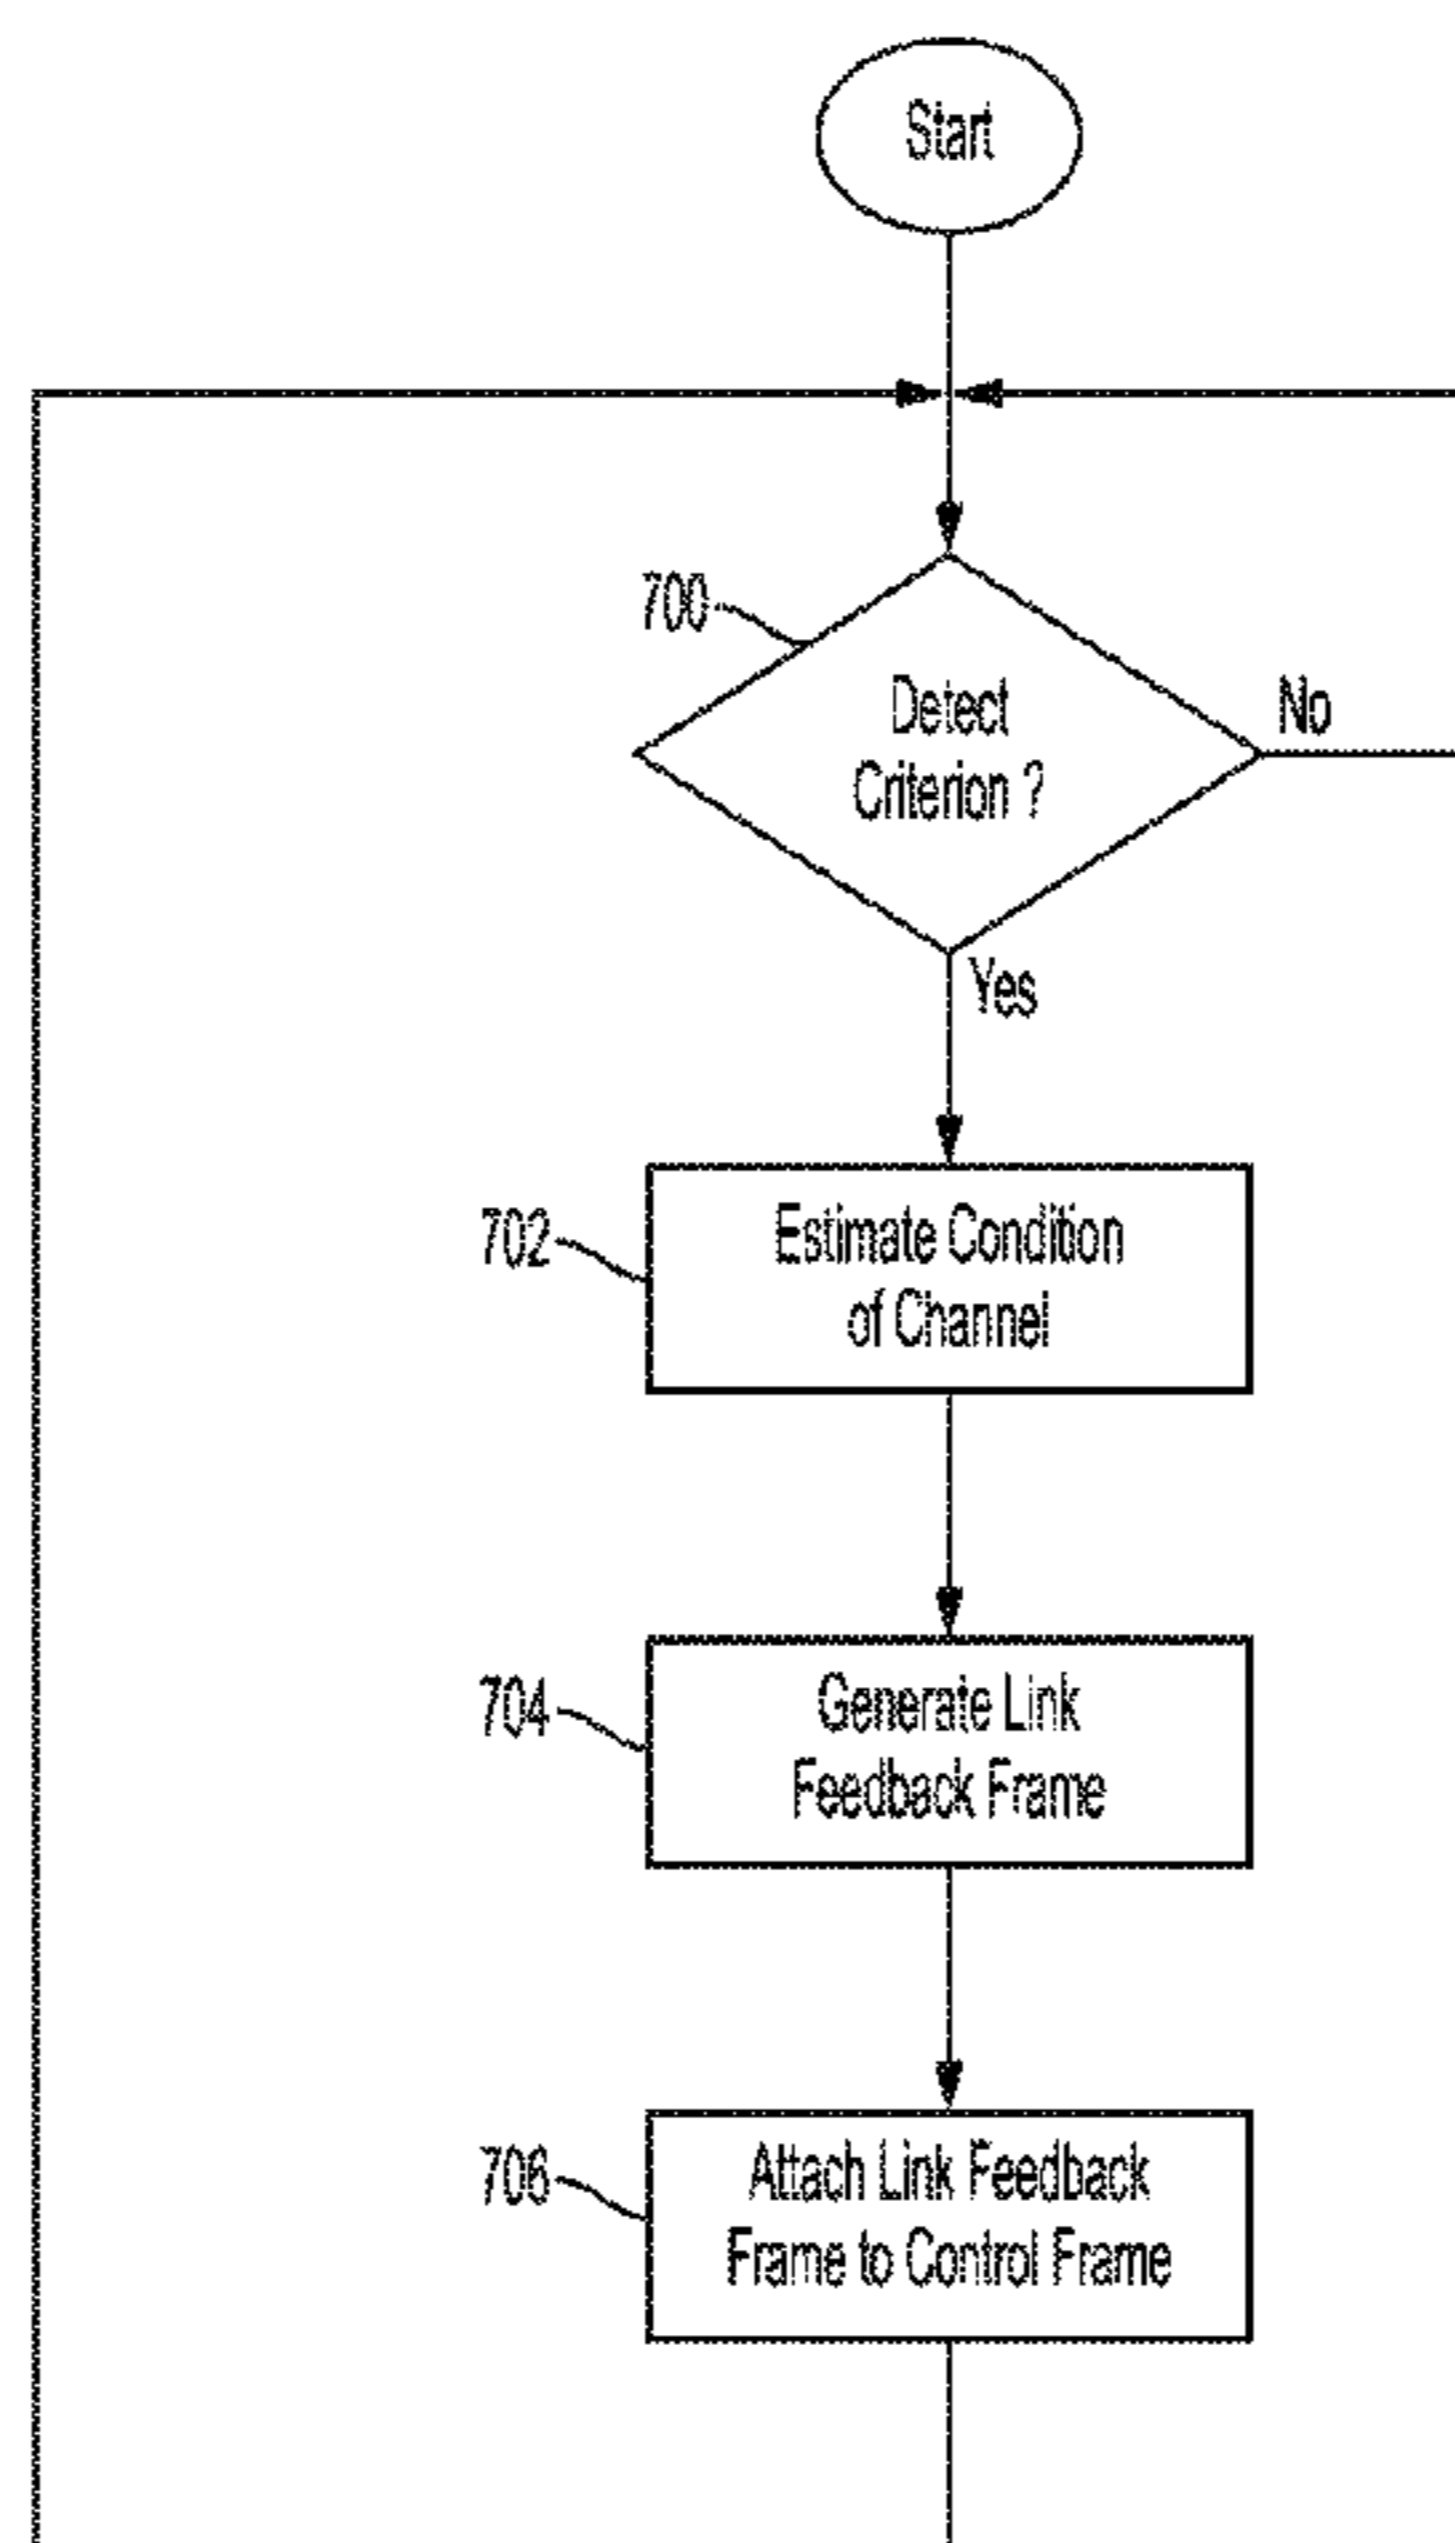 Start
700
Detect
Criterion ?
No
Yes
702
Estimate Condition
of Channel
704
Generate Link
Feedback Frame
706
Attach Link Feedback
Frame to Control Frame